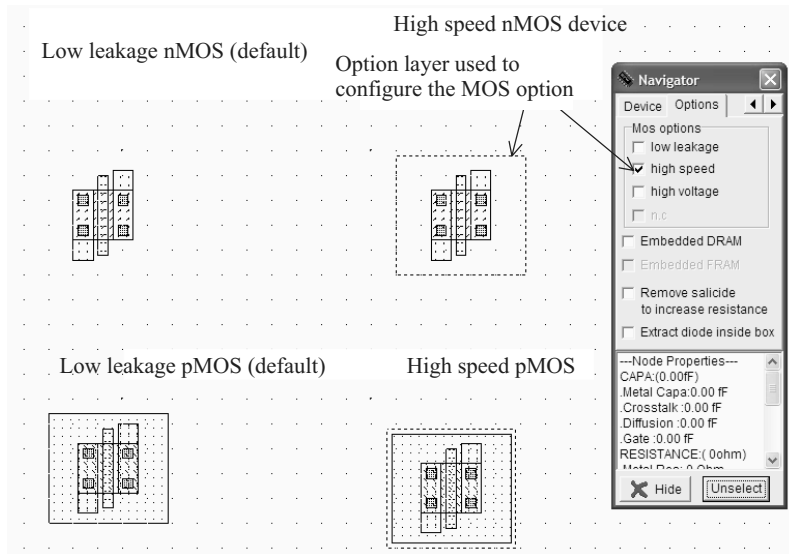 High speed nMOS device
Low leakage nMOS (default)
Option layer used to
configure the MOS option
Low leakage pMOS (default)
High speed pMOS
Navigator
Device Options
Mos options
low leakage
high speed
high voltage
n.c
Embedded DRAM
Embedded FRAM
Remove salicide
to increase resistance
Extract diode inside box
---Node Properties---
CAPA:(0.00fF)
.Metal Capa:0.00 fF
.Crosstalk :0.00 fF
.Diffusion :0.00 fF
.Gate :0.00 fF
RESISTANCE:( 0ohm)
Hide Unselect